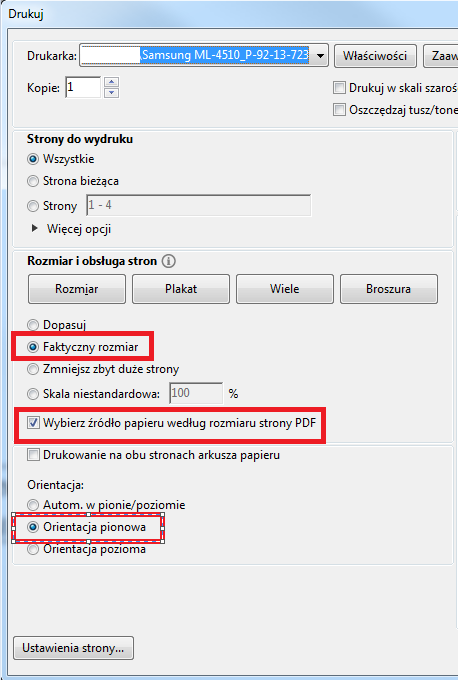 Drukuj
Drukarka: ,Samsung ML-4510_P-92-13-723 Właściwości Zaaw
Kopie: 1 Drukuj w skali szaroś
Oszczędzaj tusz/tone
Strony do wydruku
Wszystkie
Strona bieżąca
Strony 1 - 4
Więcej opcji
Rozmiar i obsługa stron
Rozmiar Plakat Wiele Broszura
Dopasuj
Faktyczny rozmiar
Zmniejsz zbyt duże strony
Skala niestandardowa: 100 %
Wybierz źródło papieru według rozmiaru strony PDF
Drukowanie na obu stronach arkusza papieru
Orientacja:
Autom. w pionie/poziomie
Orientacja pionowa
Orientacja pozioma
Ustawienia strony...